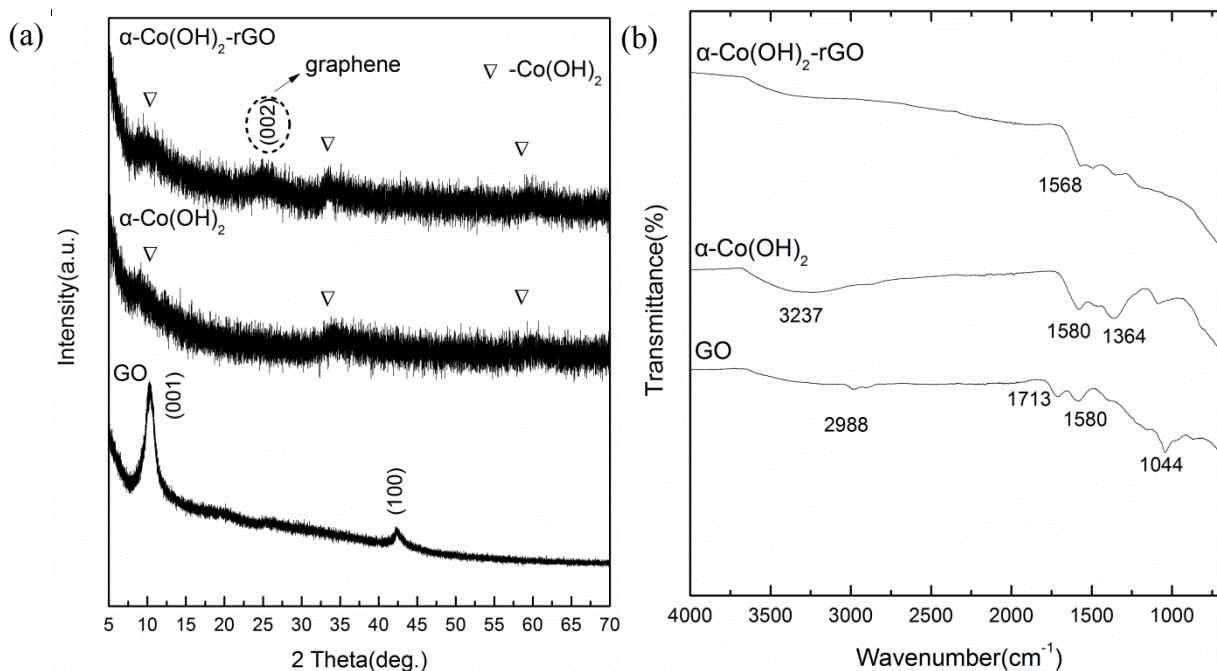 (a)
α-Co(OH)2-rGO
graphene
∇ -Co(OH)2
(002)
α-Co(OH)2
GO
(001)
(100)
Intensity(a.u.)
5 10 15 20 25 30 35 40 45 50 55 60 65 70
2 Theta(deg.)
(b)
α-Co(OH)2-rGO
1568
α-Co(OH)2
3237
1580
1364
GO
2988
1713
1580
1044
Transmittance(%)
4000 3500 3000 2500 2000 1500 1000
Wavenumber(cm-1)